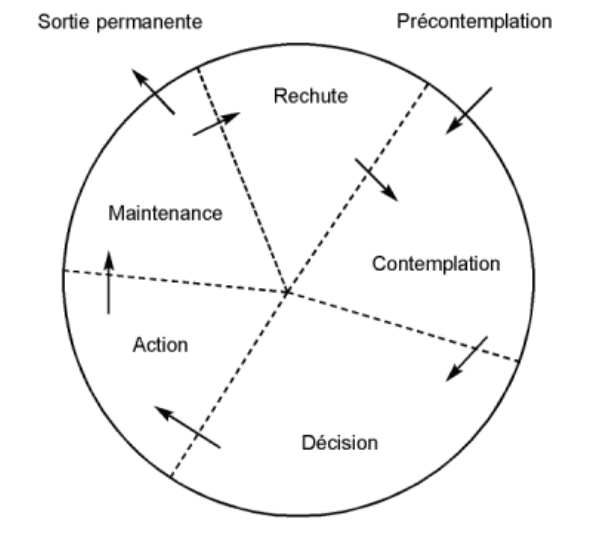 Sortie permanente
Précontemplation
Rechute
Maintenance
Contemplation
Action
Décision